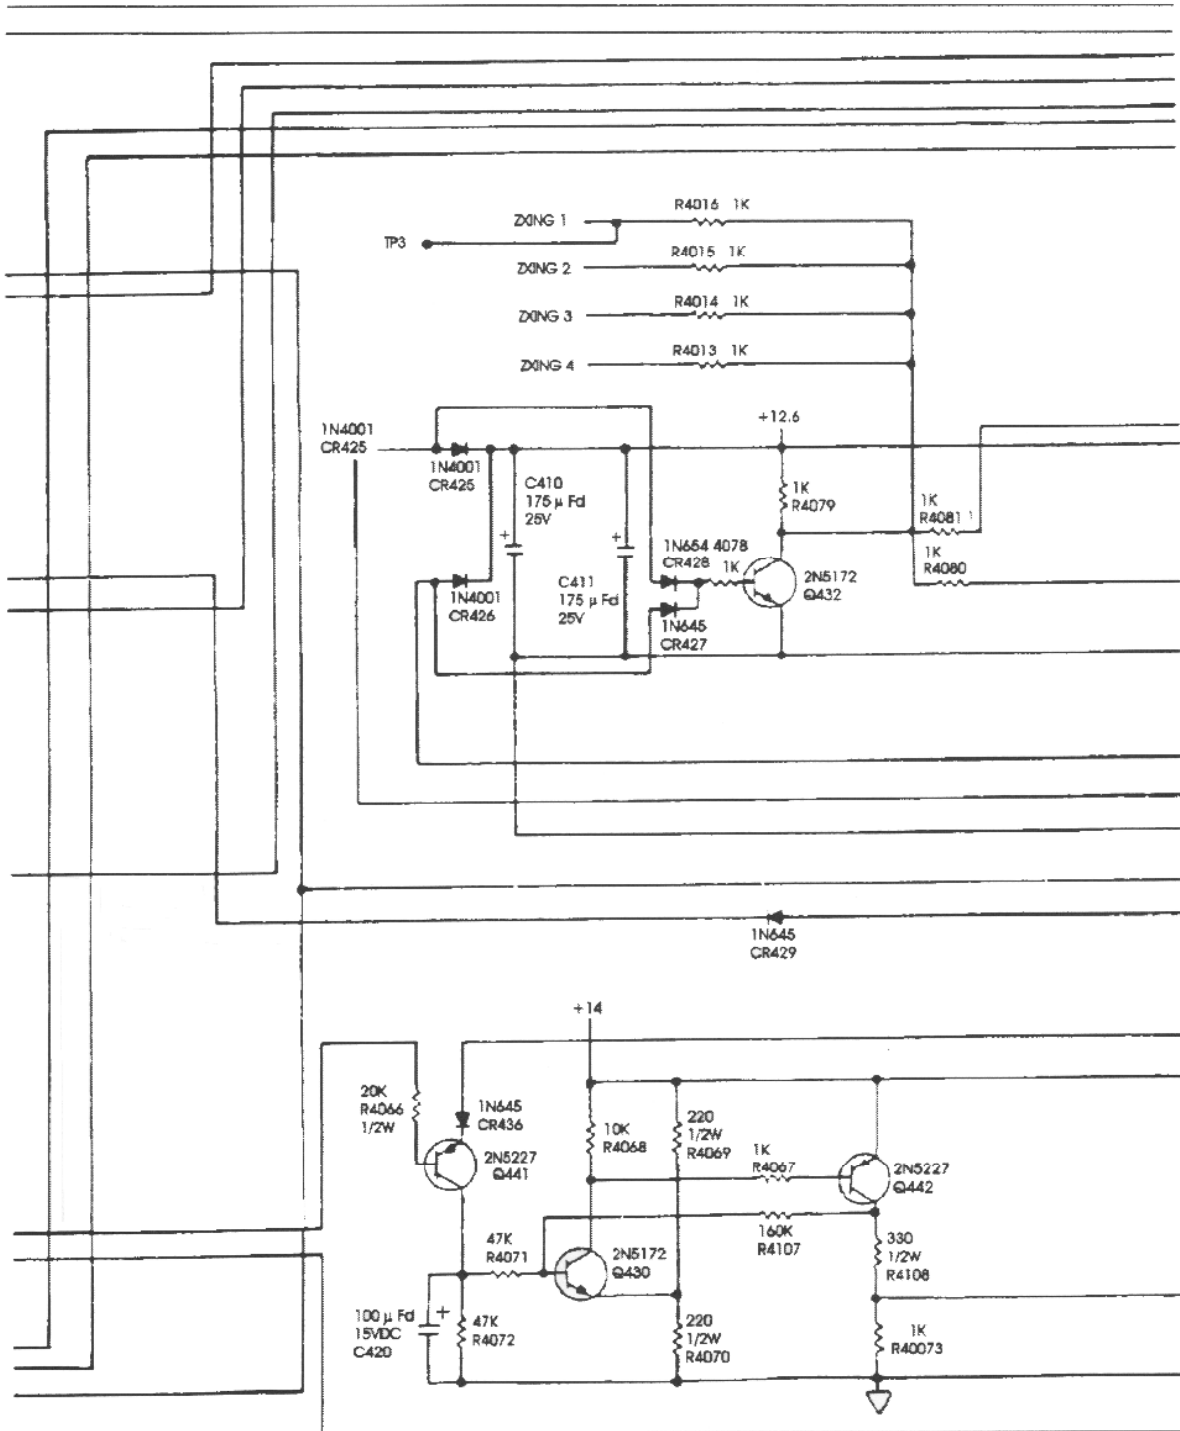 R4016 1K
ZXING 1
TP3
R4015 1K
ZXING 2
R4014 1K
ZXING 3
R4013 1K
ZXING 4
+12.6
1N4001
CR425
1N4001
CR425
C410
175 μ Fd
25V
+
+
1K
R4079
1K
R4081
1K
R4080
1N654 4078
CR428
1K
2N5172
Q432
C411
175 μ Fd
25V
1N4001
CR426
1N645
CR427
1N645
CR429
+14
20K
R4066
1/2W
1N645
CR436
2N5227
Q441
10K
R4068
220
1/2W
R4069
1K
R4067
2N5227
Q442
160K
R4107
47K
R4071
2N5172
Q430
330
1/2W
R4108
100 μ Fd
15VDC
C420
+
47K
R4072
220
1/2W
R4070
1K
R40073